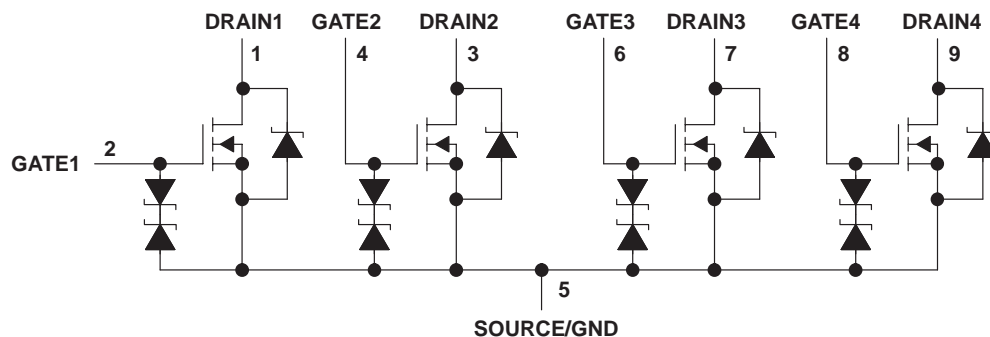 DRAIN1 GATE2 DRAIN2 GATE3 DRAIN3 GATE4 DRAIN4
1 4 3 6 7 8 9
2
GATE1
5
SOURCE/GND